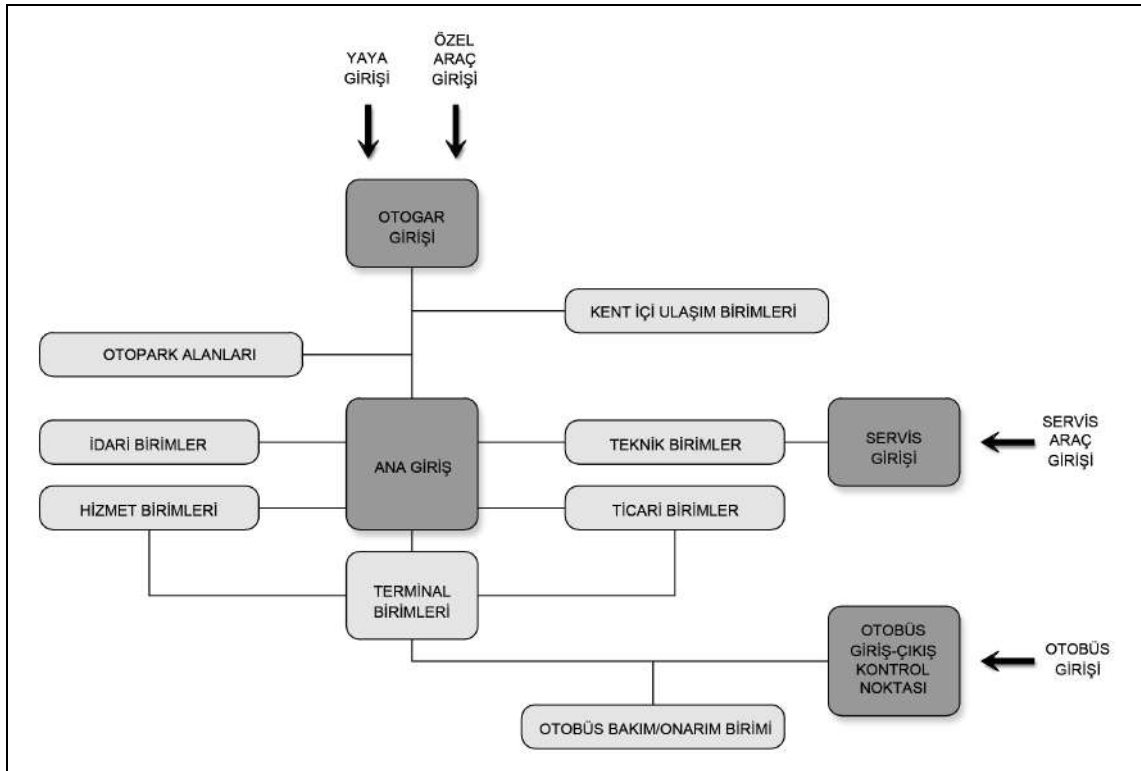 YAYA
GİRİŞİ
ÖZEL
ARAÇ
GİRİŞİ
OTOGAR
GİRİŞİ
KENT İÇİ ULAŞIM BİRİMLERİ
OTOPARK ALANLARI
İDARİ BİRİMLER
ANA GİRİŞ
TEKNİK BİRİMLER
SERVİS
GİRİŞİ
SERVİS
ARAÇ
GİRİŞİ
HİZMET BİRİMLERİ
TİCARİ BİRİMLER
TERMİNAL
BİRİMLERİ
OTOBÜS
GİRİŞ-ÇIKIŞ
KONTROL
NOKTASI
OTOBÜS
GİRİŞİ
OTOBÜS BAKIM/ONARIM BİRİMİ